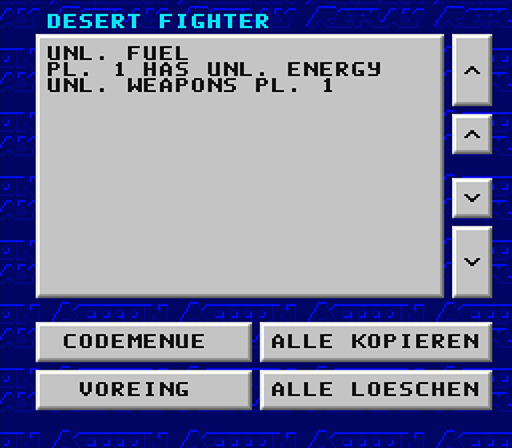 DESERT FIGHTER
UNL. FUEL
PL. 1 HAS UNL. ENERGY
UNL. WEAPONS PL. 1
CODEMENUE
ALLE KOPIEREN
VOREING
ALLE LOESCHEN